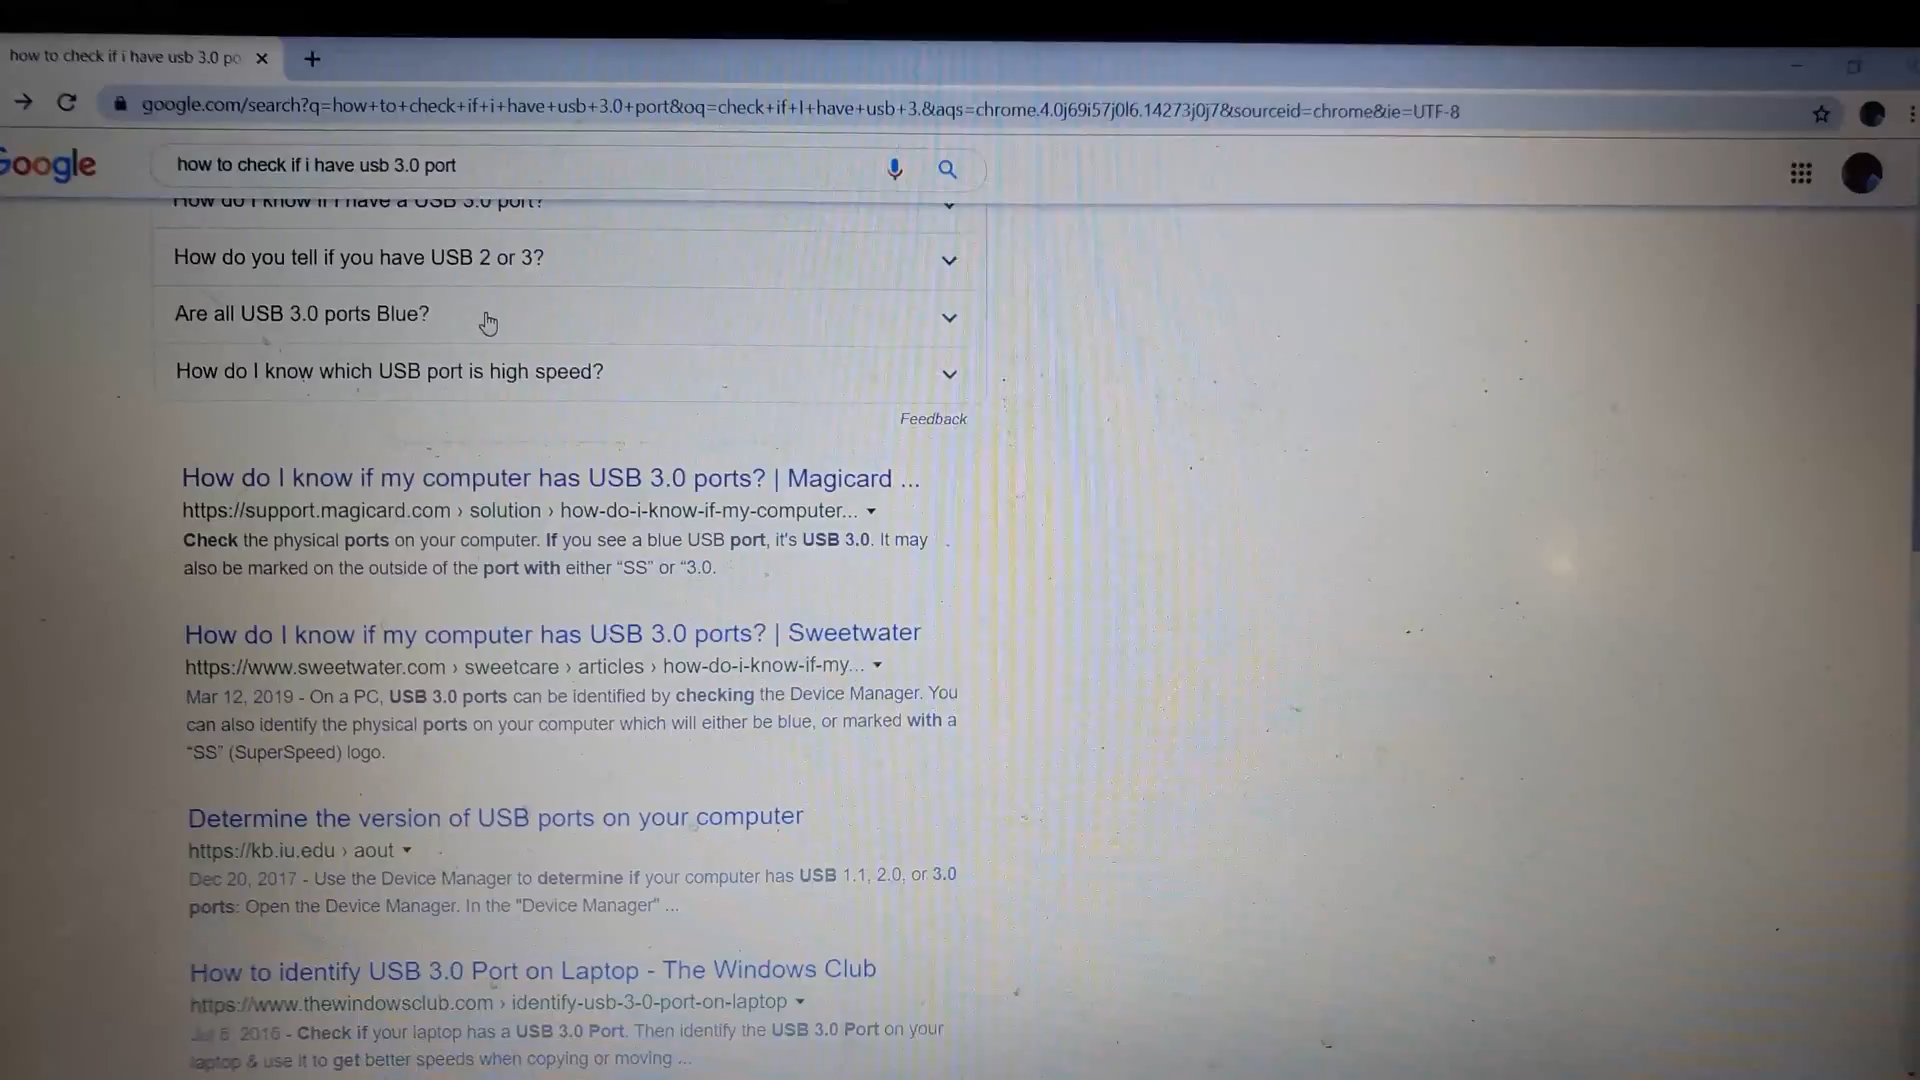 how to check if i have usb 3.0 po
google.com/search?q=how+to+check+if+i+have+usb+3.0+port&oq=check+if+I+have+usb+3.&aqs=chrome.4.0j69i57j0l6.14273j0j7&sourceid=chrome&ie=UTF-8
Google
how to check if i have usb 3.0 port
How do I know if I have a USB 3.0 port?
How do you tell if you have USB 2 or 3?
Are all USB 3.0 ports Blue?
How do I know which USB port is high speed?
Feedback
How do I know if my computer has USB 3.0 ports? | Magicard ...
https://support.magicard.com › solution › how-do-i-know-if-my-computer...
Check the physical ports on your computer. If you see a blue USB port, it's USB 3.0. It may
also be marked on the outside of the port with either “SS” or “3.0.
How do I know if my computer has USB 3.0 ports? | Sweetwater
https://www.sweetwater.com › sweetcare › articles › how-do-i-know-if-my...
Mar 12, 2019 - On a PC, USB 3.0 ports can be identified by checking the Device Manager. You
can also identify the physical ports on your computer which will either be blue, or marked with a
“SS” (SuperSpeed) logo.
Determine the version of USB ports on your computer
https://kb.iu.edu › aout
Dec 20, 2017 - Use the Device Manager to determine if your computer has USB 1.1, 2.0, or 3.0
ports: Open the Device Manager. In the "Device Manager" ...
How to identify USB 3.0 Port on Laptop - The Windows Club
https://www.thewindowsclub.com › identify-usb-3-0-port-on-laptop
2016 - Check if your laptop has a USB 3.0 Port. Then identify the USB 3.0 Port on your
laptop & use it to get better speeds when copying or moving ...